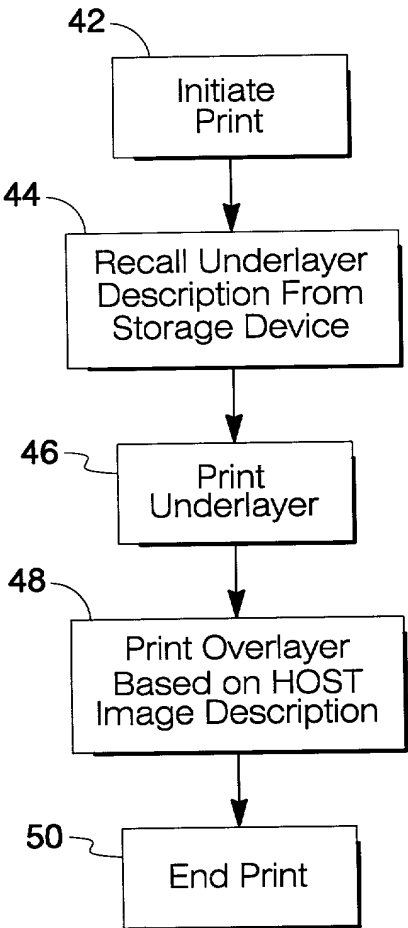 42
Initiate
Print
44
Recall Underlayer
Description From
Storage Device
46
Print
Underlayer
48
Print Overlayer
Based on HOST
Image Description
50
End Print